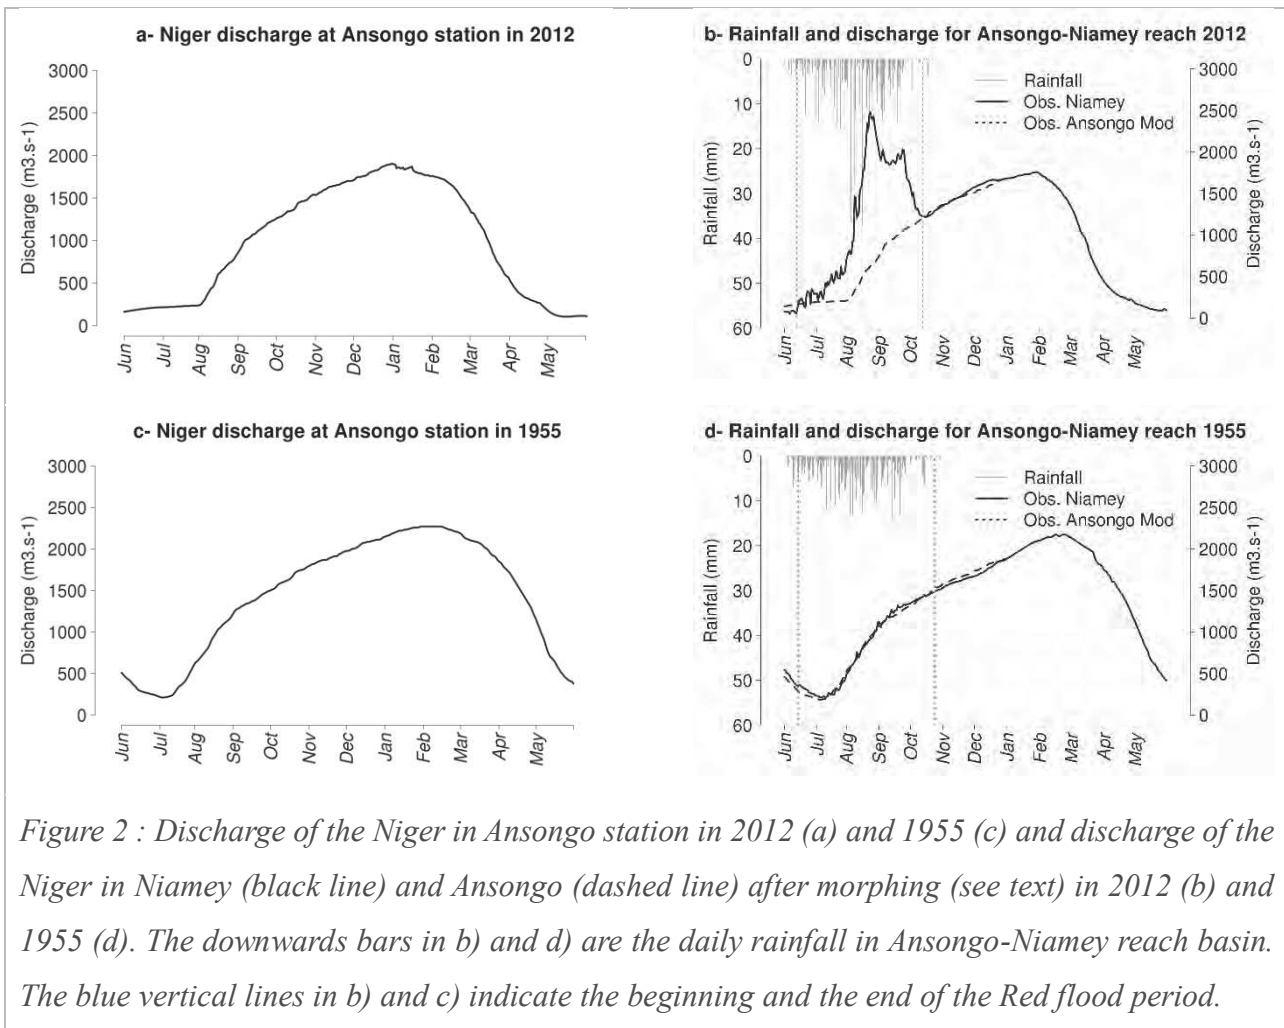 a- Niger discharge at Ansongo station in 2012
3000
2500
2000
1500
1000
500
0
Discharge (m3.s-1)
Jun
Jul
Aug
Sep
Oct
Nov
Dec
Jan
Feb
Mar
Apr
May
b- Rainfall and discharge for Ansongo-Niamey reach 2012
0
10
20
30
40
50
60
Rainfall (mm)
Rainfall
Obs. Niamey
Obs. Ansongo Mod
3000
2500
2000
1500
1000
500
0
Discharge (m3.s-1)
Jun
Jul
Aug
Sep
Oct
Nov
Dec
Jan
Feb
Mar
Apr
May
c- Niger discharge at Ansongo station in 1955
3000
2500
2000
1500
1000
500
0
Discharge (m3.s-1)
Jun
Jul
Aug
Sep
Oct
Nov
Dec
Jan
Feb
Mar
Apr
May
d- Rainfall and discharge for Ansongo-Niamey reach 1955
0
10
20
30
40
50
60
Rainfall (mm)
Rainfall
Obs. Niamey
Obs. Ansongo Mod
3000
2500
2000
1500
1000
500
0
Discharge (m3.s-1)
Jun
Jul
Aug
Sep
Oct
Nov
Dec
Jan
Feb
Mar
Apr
May
Figure 2 : Discharge of the Niger in Ansongo station in 2012 (a) and 1955 (c) and discharge of the
Niger in Niamey (black line) and Ansongo (dashed line) after morphing (see text) in 2012 (b) and
1955 (d). The downwards bars in b) and d) are the daily rainfall in Ansongo-Niamey reach basin.
The blue vertical lines in b) and c) indicate the beginning and the end of the Red flood period.